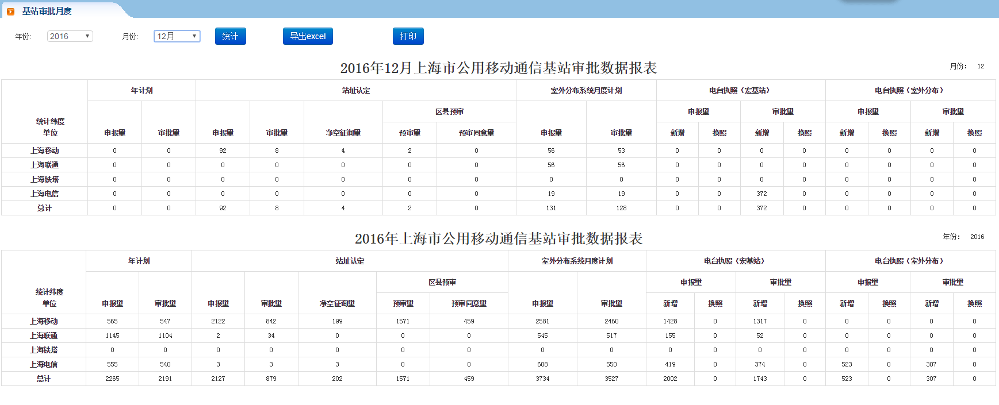 基站审批月度
年份: 2016 月份: 12月 统计 导出excel 打印
2016年12月上海市公用移动通信基站审批数据报表 月份： 12
年计划 站址认定 室外分布系统月度计划 电台执照（宏基站） 电台执照（室外分布）
区县预审 申报量 审批量 申报量 审批量
统计纬度
单位 申报量 审批量 申报量 审批量 净空征询量 预审量 预审同意量 申报量 审批量 新增 换照 新增 换照 新增 换照 新增 换照
上海移动 0 0 92 8 4 2 0 56 53 0 0 0 0 0 0 0 0
上海联通 0 0 0 0 0 0 0 56 56 0 0 0 0 0 0 0 0
上海铁塔 0 0 0 0 0 0 0 0 0 0 0 0 0 0 0 0 0
上海电信 0 0 0 0 0 0 0 19 19 0 0 372 0 0 0 0 0
总计 0 0 92 8 4 2 0 131 128 0 0 372 0 0 0 0 0
2016年上海市公用移动通信基站审批数据报表 年份： 2016
年计划 站址认定 室外分布系统月度计划 电台执照（宏基站） 电台执照（室外分布）
区县预审 申报量 审批量 申报量 审批量
统计纬度
单位 申报量 审批量 申报量 审批量 净空征询量 预审量 预审同意量 申报量 审批量 新增 换照 新增 换照 新增 换照 新增 换照
上海移动 565 547 2122 842 199 1571 459 2581 2460 1428 0 1317 0 0 0 0 0
上海联通 1145 1104 2 34 0 0 0 545 517 155 0 52 0 0 0 0 0
上海铁塔 0 0 0 0 0 0 0 0 0 0 0 0 0 0 0 0 0
上海电信 555 540 3 3 3 0 0 608 550 419 0 374 0 523 0 307 0
总计 2265 2191 2127 879 202 1571 459 3734 3527 2002 0 1743 0 523 0 307 0